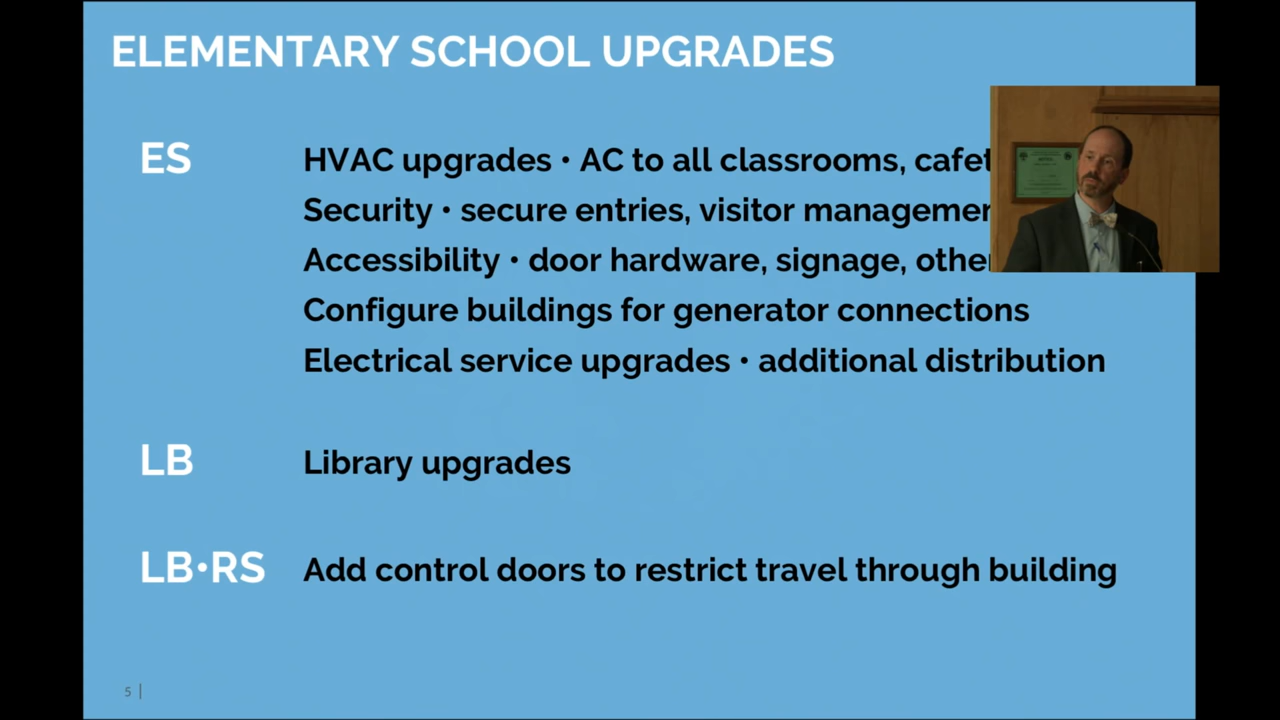 ELEMENTARY SCHOOL UPGRADES
ES
HVAC upgrades • AC to all classrooms,
Security • secure entries, visitor
Accessibility • door hardware, signage,
Configure buildings for generator connections
Electrical service upgrades • additional distribution
LB
Library upgrades
LB•RS
Add control doors to restrict travel through building
5 |